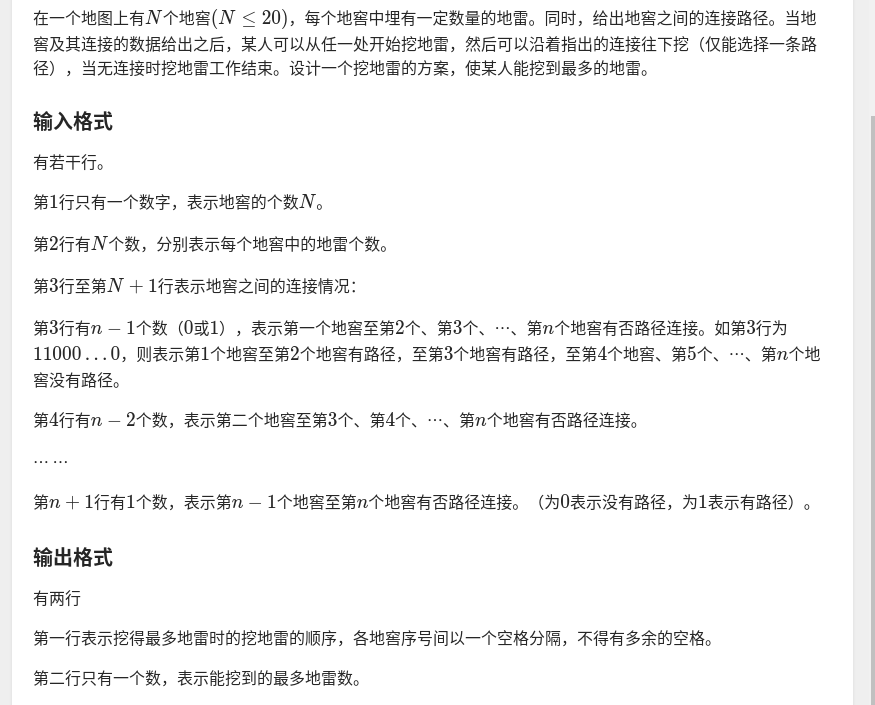 在一个地图上有N个地窖(N ≤ 20)，每个地窖中埋有一定数量的地雷。同时，给出地窖之间的连接路径。当地
窖及其连接的数据给出之后，某人可以从任一处开始挖地雷，然后可以沿着指出的连接往下挖（仅能选择一条路
径），当无连接时挖地雷工作结束。设计一个挖地雷的方案，使某人能挖到最多的地雷。
输入格式
有若干行。
第1行只有一个数字，表示地窖的个数N。
第2行有N个数，分别表示每个地窖中的地雷个数。
第3行至第N + 1行表示地窖之间的连接情况：
第3行有n − 1个数（0或1），表示第一个地窖至第2个、第3个、⋯、第n个地窖有否路径连接。如第3行为
11000…0，则表示第1个地窖至第2个地窖有路径，至第3个地窖有路径，至第4个地窖、第5个、⋯、第n个地
窖没有路径。
第4行有n − 2个数，表示第二个地窖至第3个、第4个、⋯、第n个地窖有否路径连接。
⋯ ⋯
第n + 1行有1个数，表示第n − 1个地窖至第n个地窖有否路径连接。（为0表示没有路径，为1表示有路径）。
输出格式
有两行
第一行表示挖得最多地雷时的挖地雷的顺序，各地窖序号间以一个空格分隔，不得有多余的空格。
第二行只有一个数，表示能挖到的最多地雷数。